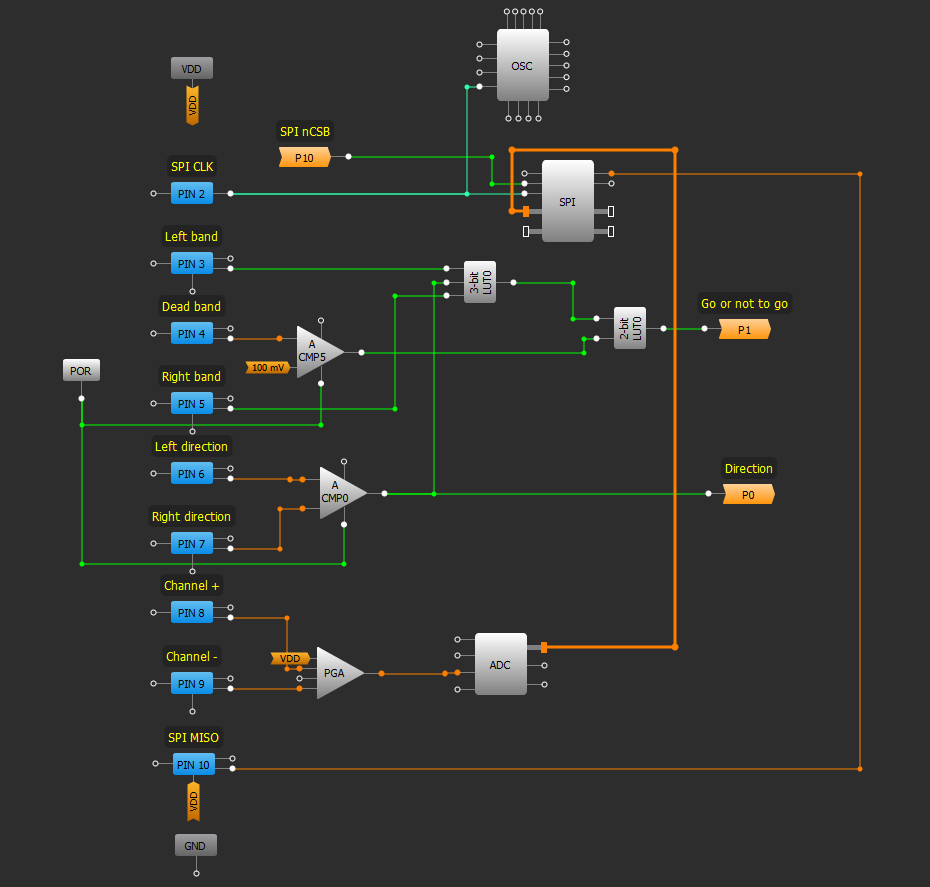 OSC
VDD
VDD
SPI nCSB
P10
SPI CLK
PIN 2
SPI
Left band
PIN 3
3-bit
LUT0
Dead band
PIN 4
A
CMP5
100 mV
2-bit
LUT0
Go or not to go
P1
POR
Right band
PIN 5
Left direction
PIN 6
A
CMP0
Direction
P0
Right direction
PIN 7
Channel +
PIN 8
Channel -
PIN 9
VDD
PGA
ADC
SPI MISO
PIN 10
VDD
GND